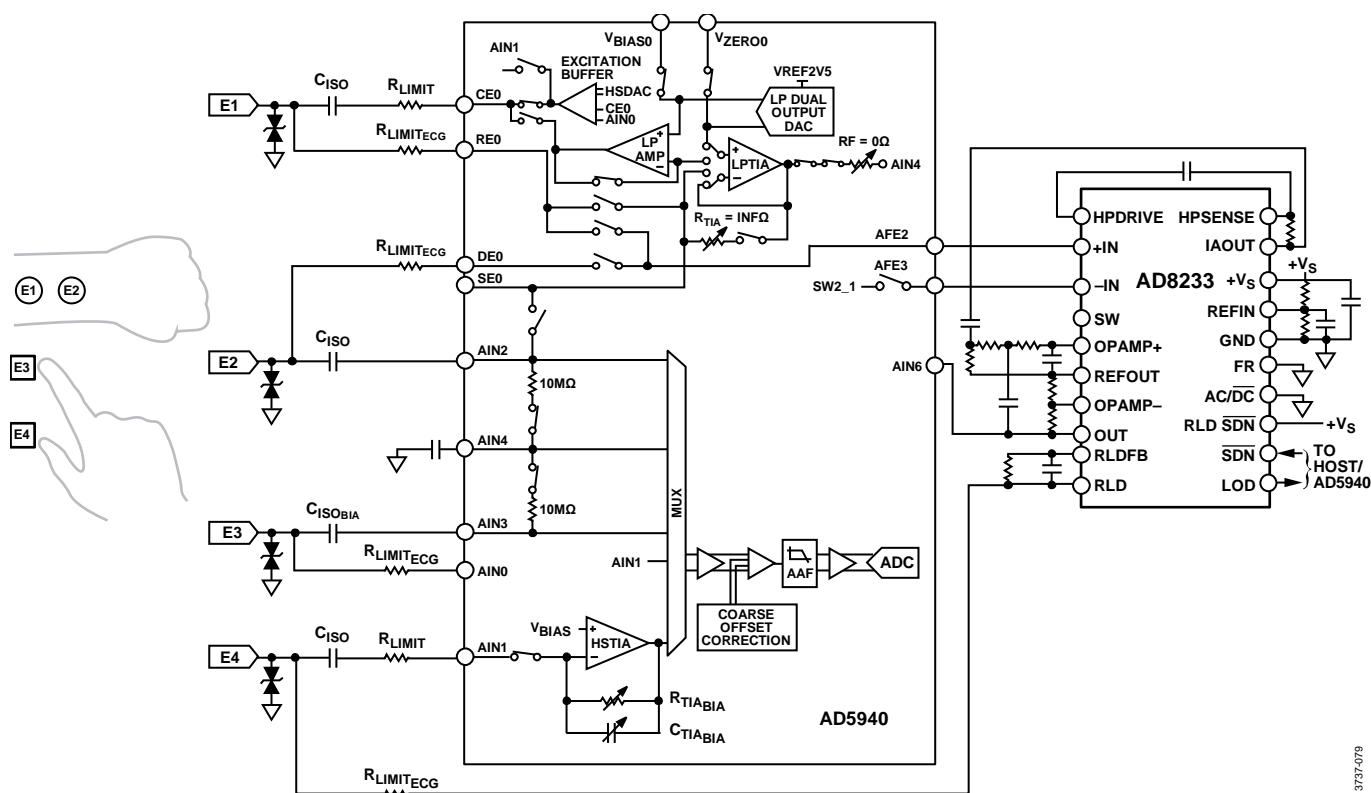 VBIAS0
VZERO0
AIN1
EXCITATION
BUFFER
HSDAC
CE0
AIN0
VREF2V5
LP DUAL
OUTPUT
DAC
CISO
RLIMIT
E1
CE0
RLIMITECG
RE0
LP
AMP
+
–
LPTIA
+
–
RF = 0Ω
AIN4
RTIA = INFΩ
RLIMITECG
DE0
SE0
AFE2
AFE3
SW2_1
E1
E2
E3
E4
CISO
E2
AIN2
10MΩ
AIN4
10MΩ
MUX
AIN6
CISOBIA
E3
AIN3
RLIMITECG
AIN0
AIN1
AAF
ADC
COARSE
OFFSET
CORRECTION
CISO
RLIMIT
E4
AIN1
VBIAS
+
–
HSTIA
RTIABIA
CTIABIA
AD5940
RLIMITECG
HPDRIVE
HPSENSE
+IN
IAOUT
AD8233
+VS
–IN
+VS
SW
REFIN
GND
OPAMP+
FR
REFOUT
AC/DC
OPAMP–
RLD SDN
+VS
OUT
SDN
TO
HOST/
AD5940
RLDFB
RLD
LOD
3737-079